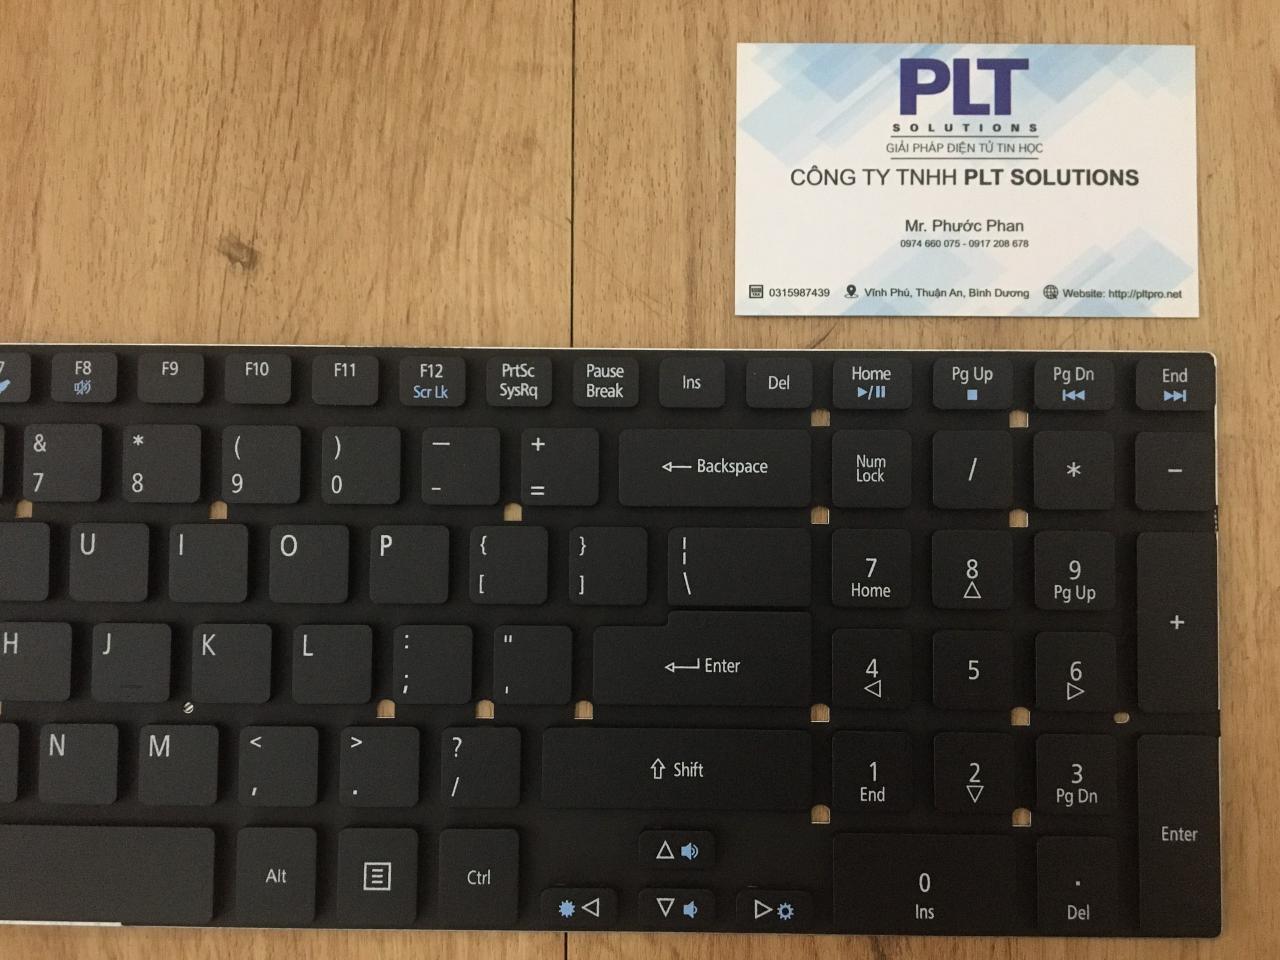 PLT
SOLUTIONS
GIẢI PHÁP ĐIỆN TỬ TIN HỌC
CÔNG TY TNHH PLT SOLUTIONS
Mr. Phước Phan
0974 660 075 - 0917 208 678
0315987439 Vĩnh Phú, Thuận An, Bình Dương Website: http://pltpro.net
7 F8 F9 F10 F11 F12 PrtSc Pause Ins Del Home Pg Up Pg Dn End
Scr Lk SysRq Break
& * ( ) — + ← Backspace Num / * −
7 8 9 0 - = Lock
U I O P { } ¦ 7 8 9 +
[ ] \ Home Pg Up
H J K L : " Enter 4 5 6
; '
N M < > ? Shift 1 2 3 Enter
, . / End Pg Dn
Alt Ctrl 0 .
Ins Del